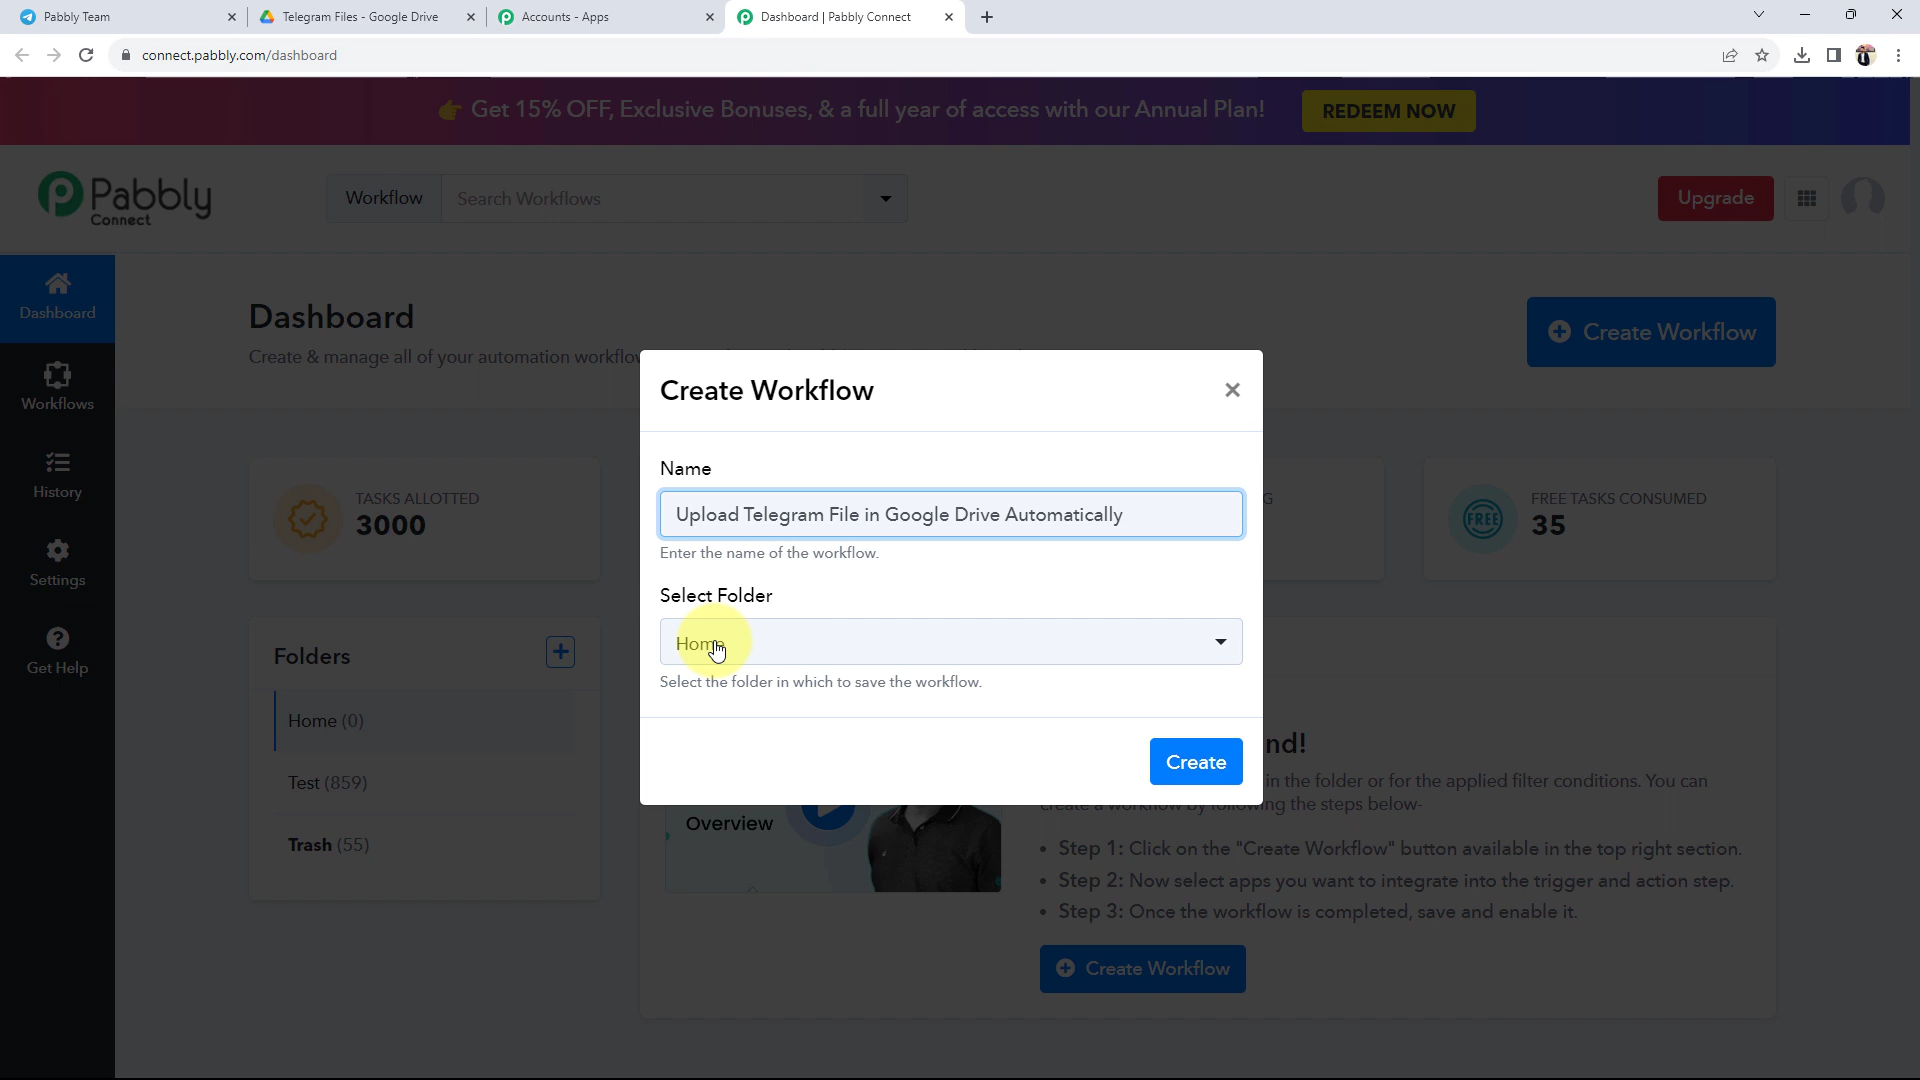 Pabbly Team
Telegram Files - Google Drive
Accounts - Apps
Dashboard | Pabbly Connect
connect.pabbly.com/dashboard
👉 Get 15% OFF, Exclusive Bonuses, & a full year of access with our Annual Plan!
REDEEM NOW
Pabbly
Connect
Workflow
Search Workflows
Upgrade
Dashboard
Workflows
History
Settings
Get Help
Dashboard
Create & manage all of your automation
Create Workflow
TASKS ALLOTTED
3000
FREE TASKS CONSUMED
FREE
35
Folders
Home (0)
Test (859)
Trash (55)
Create Workflow
Name
Upload Telegram File in Google Drive Automatically
Enter the name of the workflow.
Select Folder
Home
Select the folder in which to save the workflow.
Create
Overview
in the folder or for the applied filter conditions. You can
the steps below-
• Step 1: Click on the "Create Workflow" button available in the top right section.
• Step 2: Now select apps you want to integrate into the trigger and action step.
• Step 3: Once the workflow is completed, save and enable it.
Create Workflow